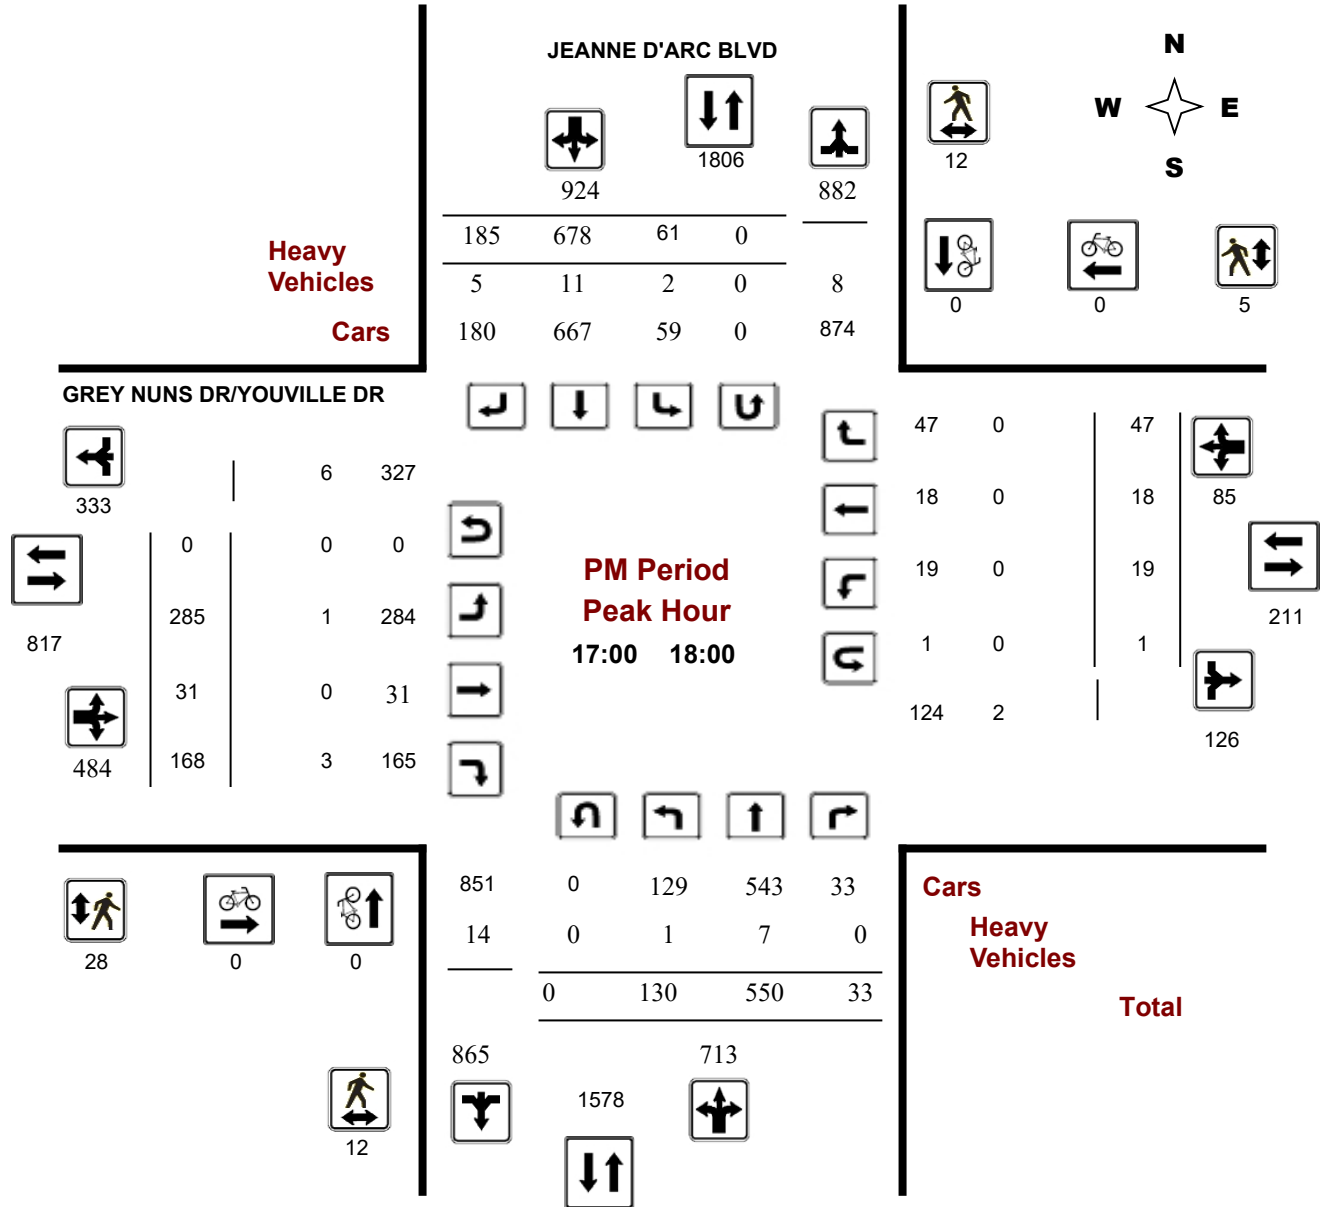 JEANNE D'ARC BLVD
N
W E
S
1806
924
882
12
185 678 61 0
Heavy
Vehicles
5 11 2 0 8
Cars
180 667 59 0 874
0 0 5
GREY NUNS DR/YOUVILLE DR
333
6 327
0 0 0
285 1 284
817
31 0 31
484
168 3 165
PM Period
Peak Hour
17:00 18:00
47 0 47
18 0 18 85
19 0 19
211
1 0 1
124 2
126
851 0 129 543 33
Cars
14 0 1 7 0
Heavy
Vehicles
28 0 0
0 130 550 33
Total
865 713
1578
12